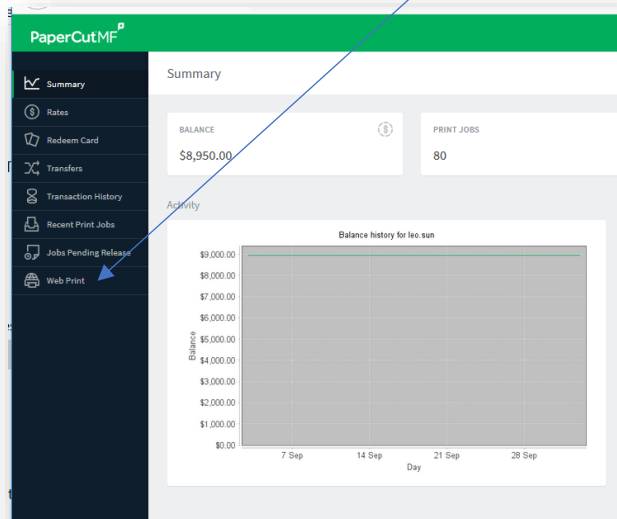 PaperCutMF P
Summary
Rates
Redeem Card
Transfers
Transaction History
Recent Print Jobs
Jobs Pending Release
Web Print
Summary
BALANCE
$8,950.00
PRINT JOBS
80
Activity
Balance history for leo.sun
$9,000.00
$8,000.00
$7,000.00
$6,000.00
$5,000.00
$4,000.00
$3,000.00
$2,000.00
$1,000.00
$0.00
Balance
7 Sep 14 Sep 21 Sep 28 Sep
Day